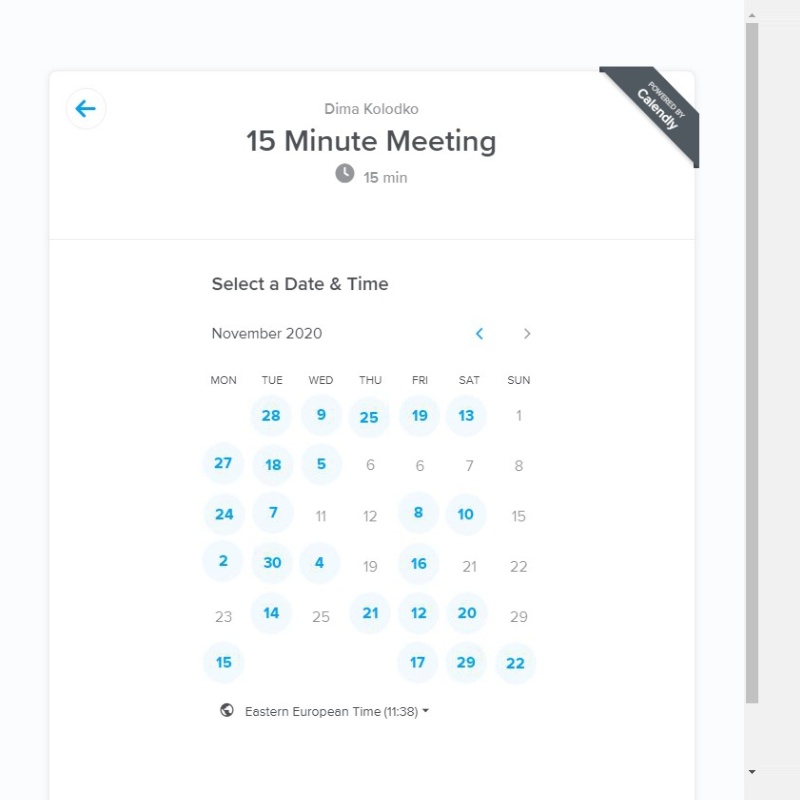 POWERED BY
Calendly
Dima Kolodko
15 Minute Meeting
15 min
Select a Date & Time
November 2020
MON TUE WED THU FRI SAT SUN
28 9 25 19 13 1
27 18 5 6 6 7 8
24 7 11 12 8 10 15
2 30 4 19 16 21 22
23 14 25 21 12 20 29
15 17 29 22
Eastern European Time (11:38)